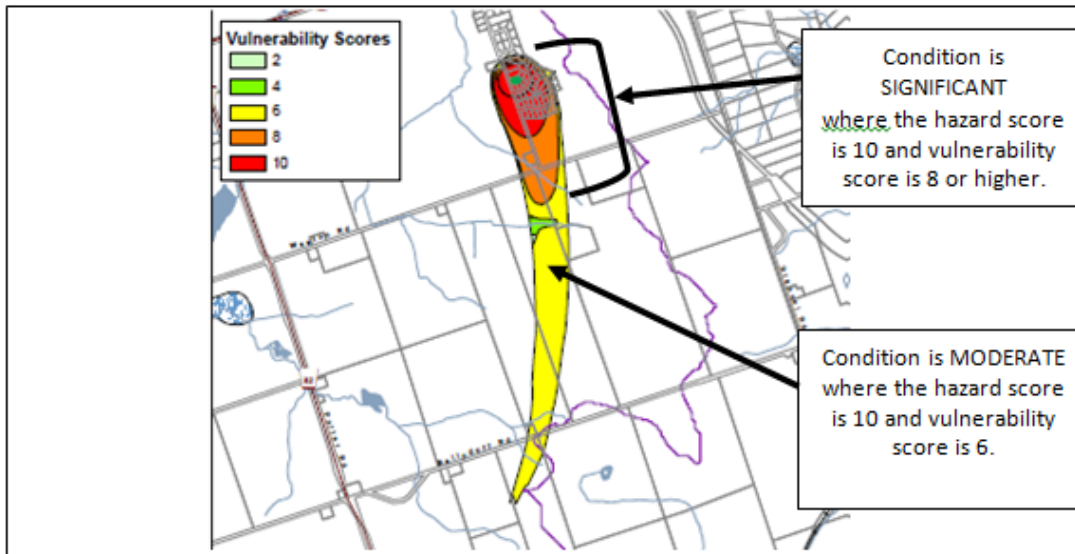 Vulnerability Scores
2
4
6
8
10
Condition is
SIGNIFICANT
where the hazard score
is 10 and vulnerability
score is 8 or higher.
Condition is MODERATE
where the hazard score
is 10 and vulnerability
score is 6.